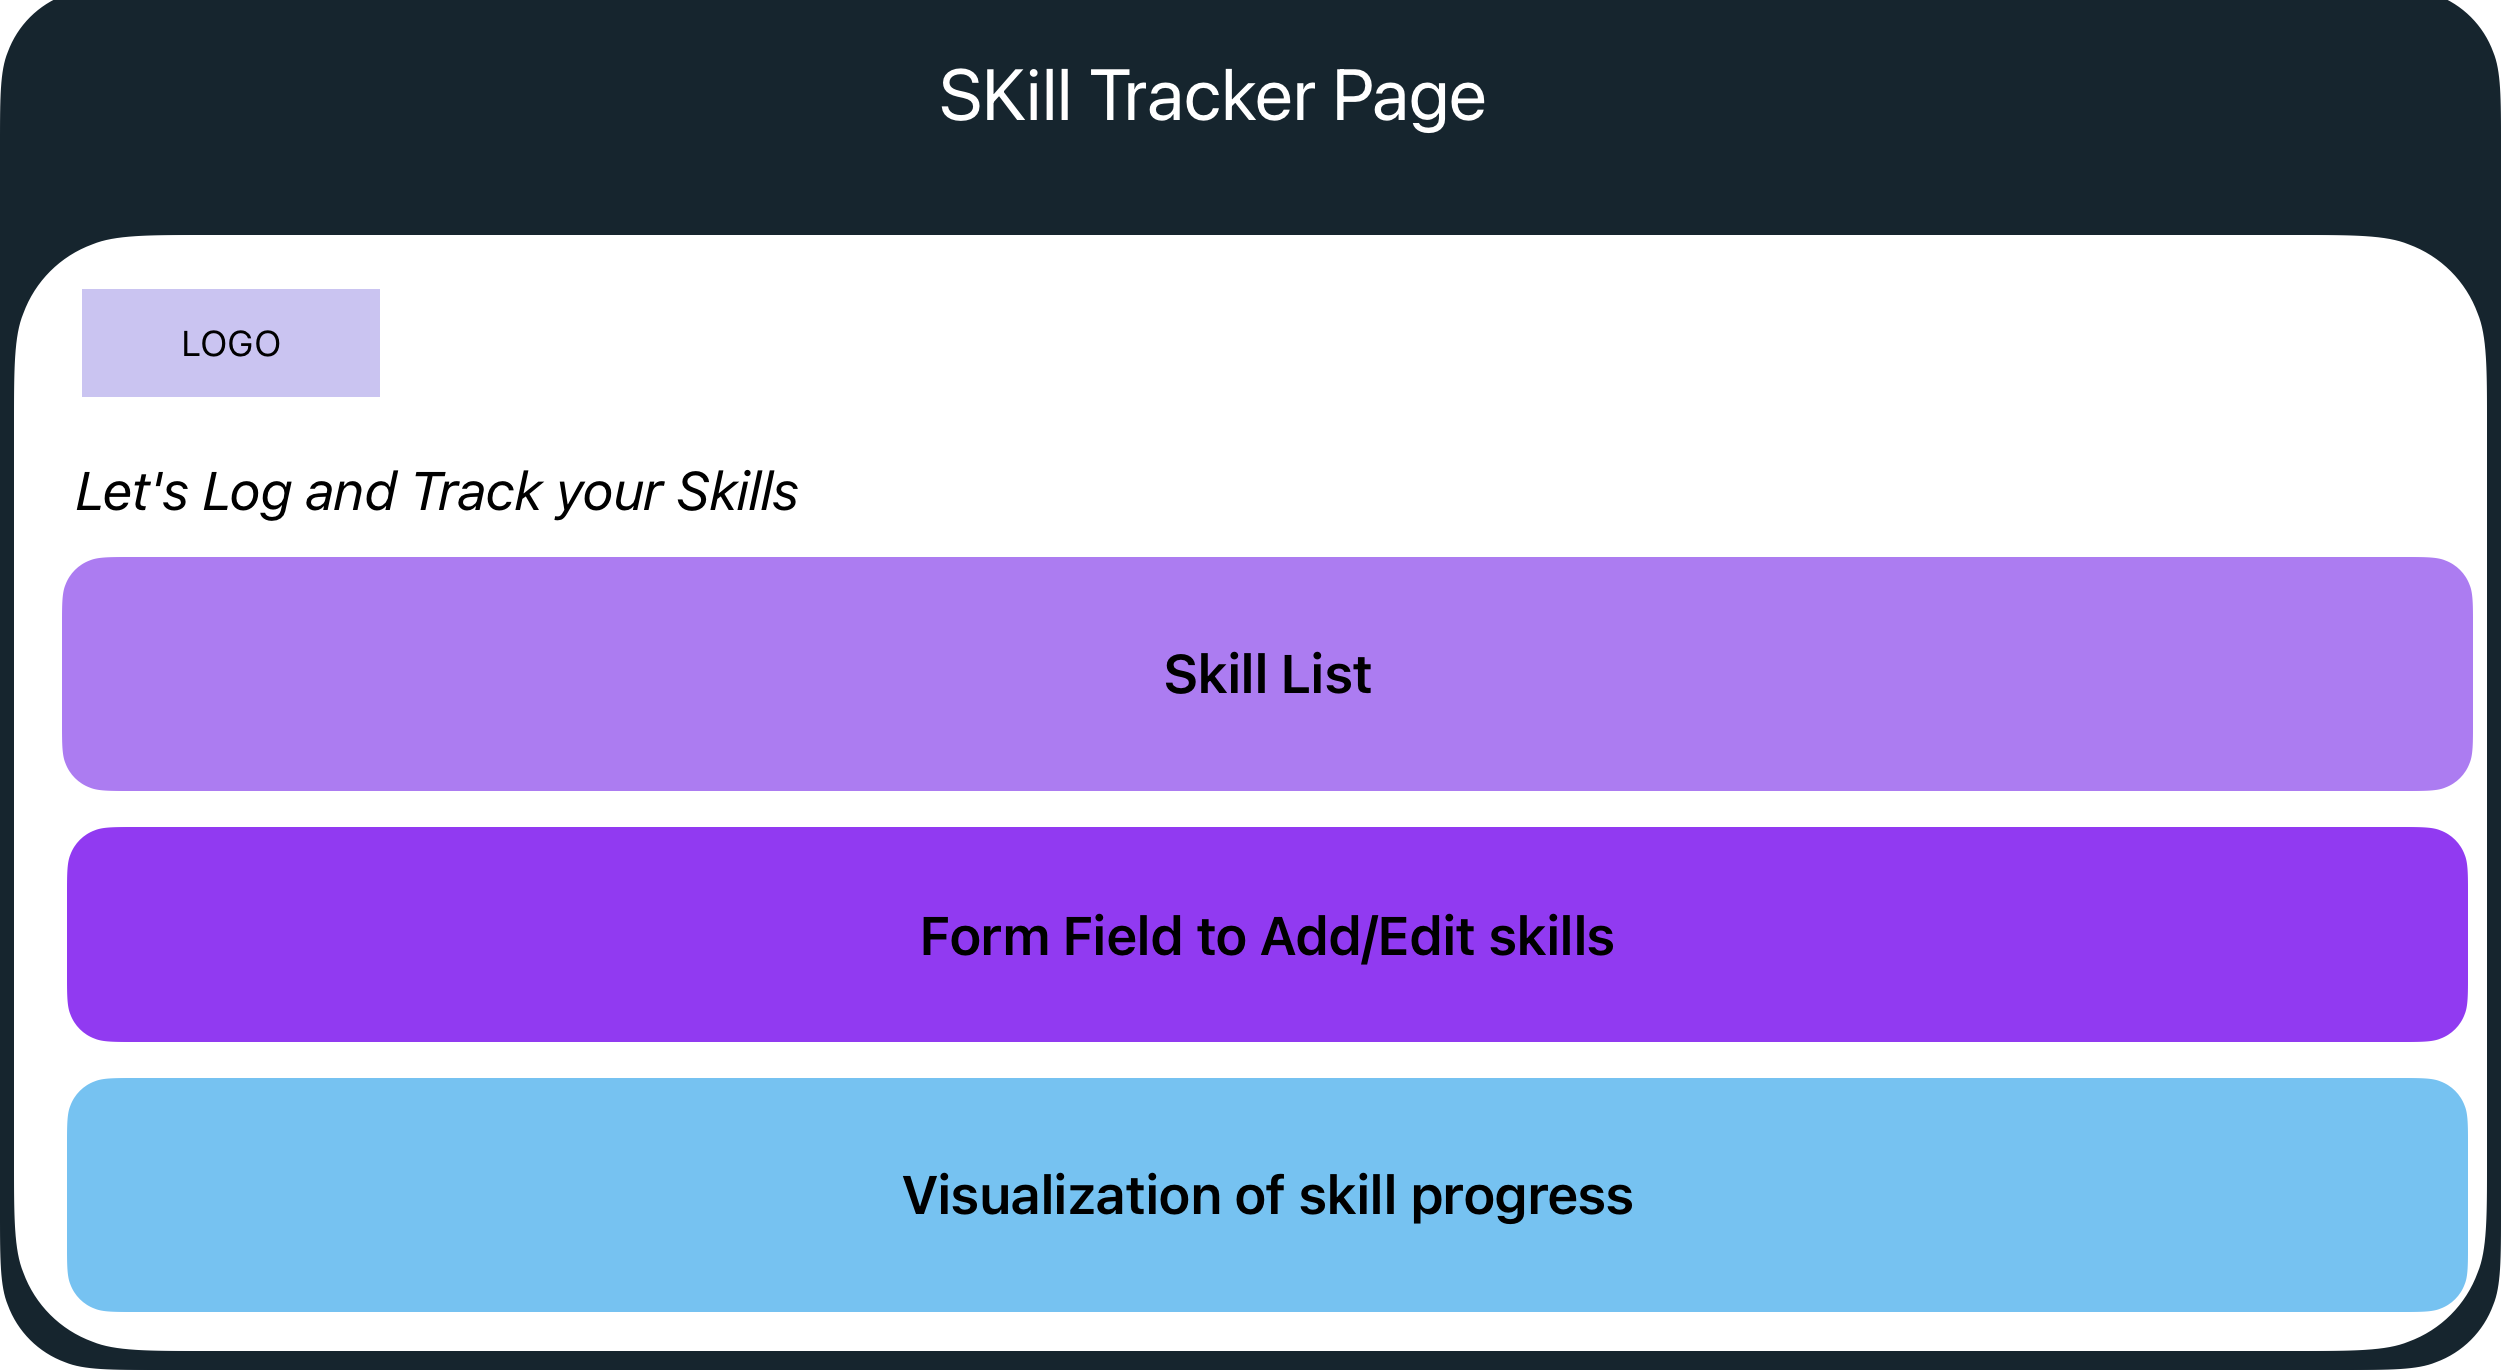 SKill Tracker Page
LOGO
Let's Log and Track your Skills
Skill List
Form Field to Add/Edit skills
Visualization of skill progress